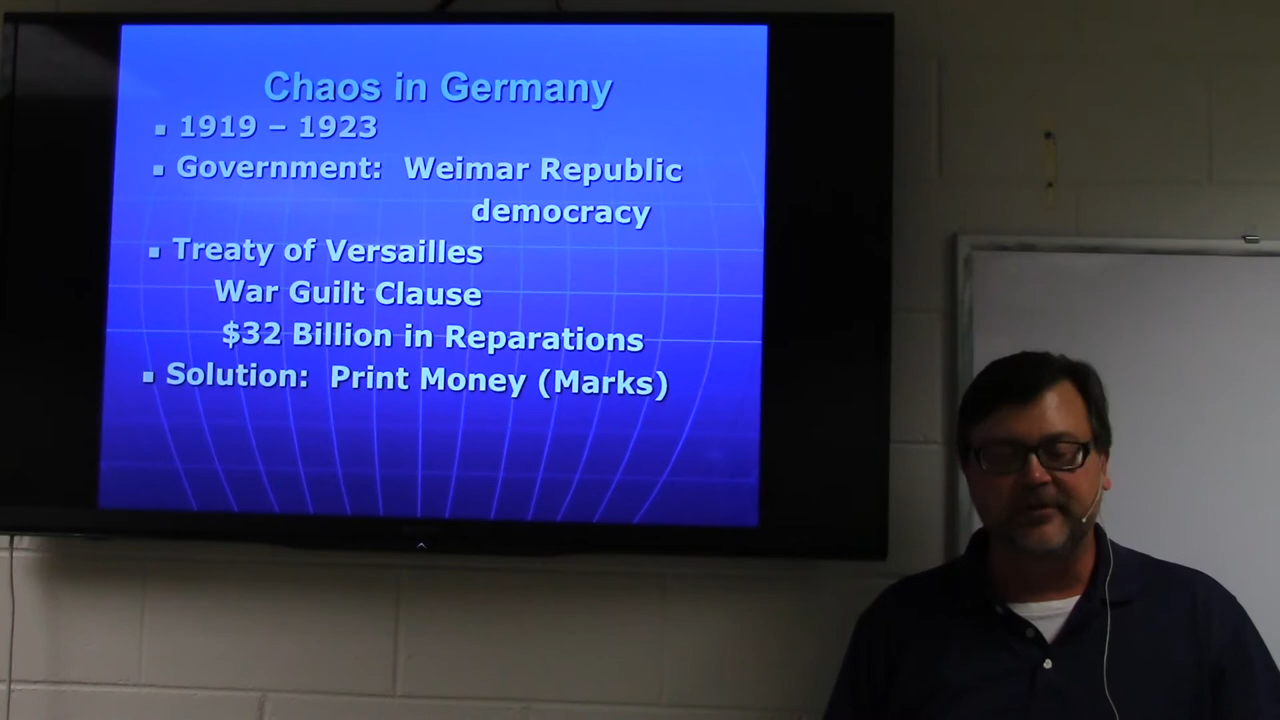 Chaos in Germany
▪ 1919 – 1923
▪ Government: Weimar Republic
democracy
▪ Treaty of Versailles
War Guilt Clause
$32 Billion in Reparations
▪ Solution: Print Money (Marks)